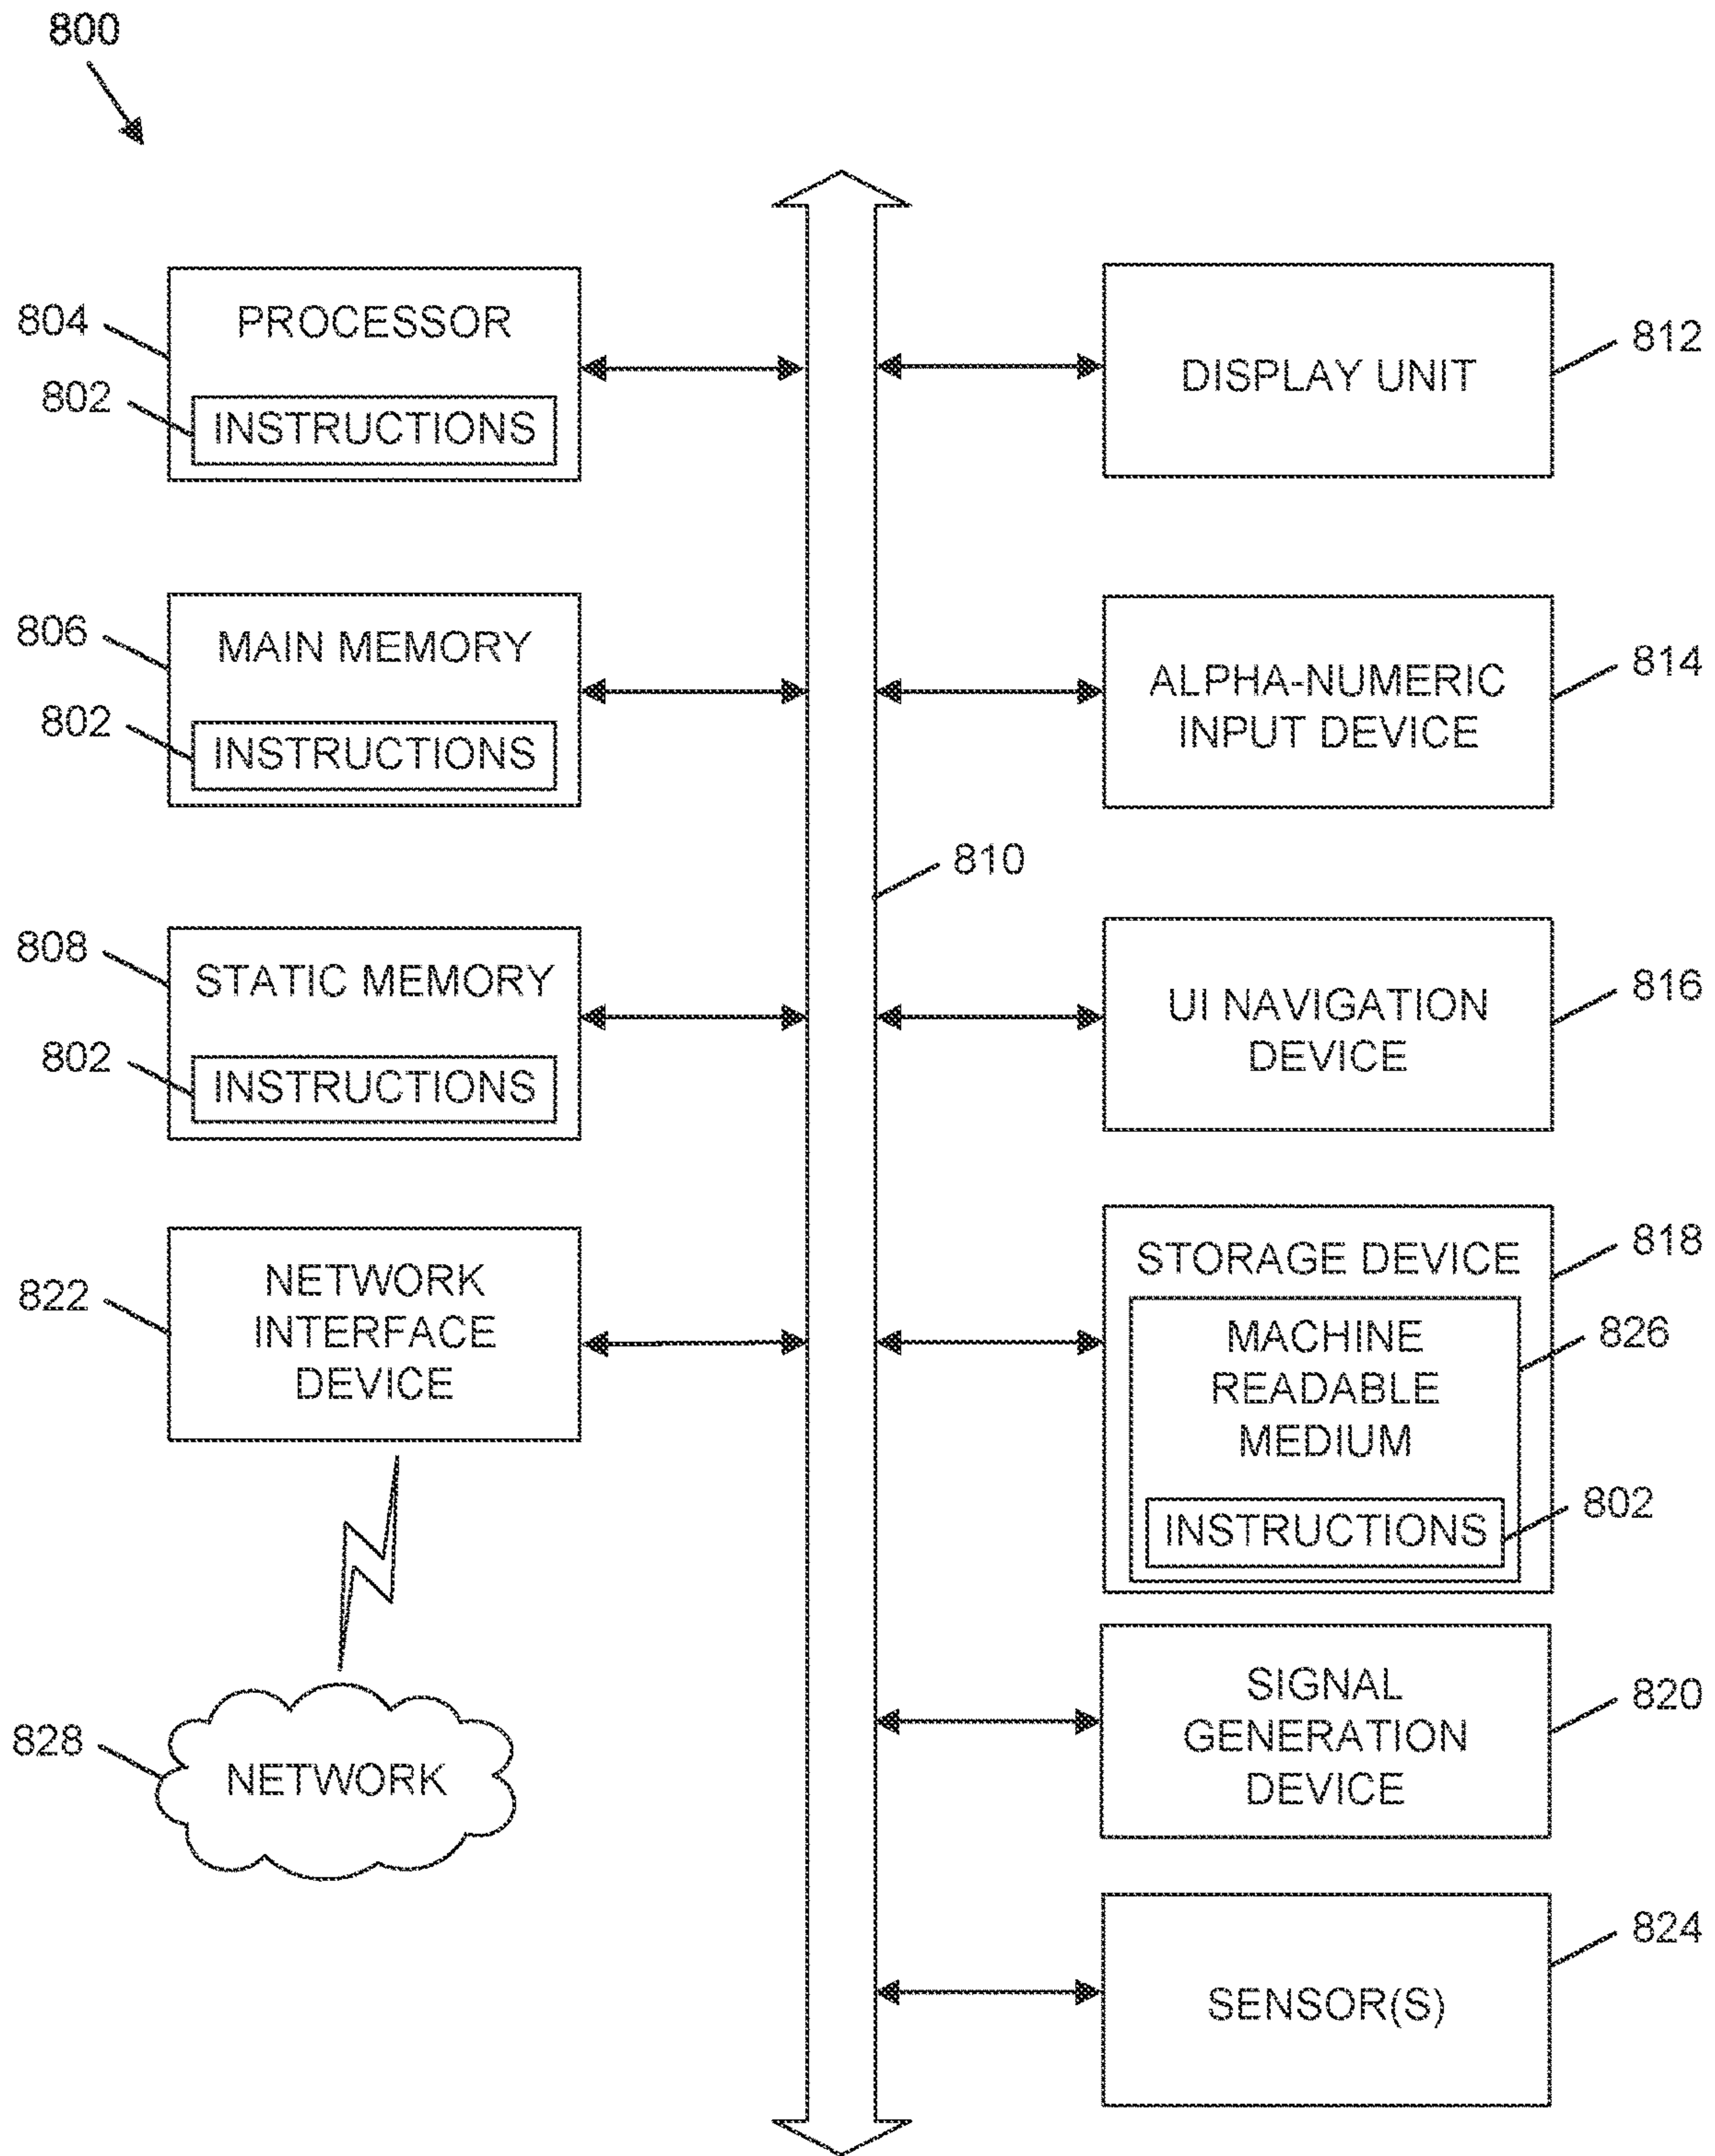 800
804
PROCESSOR
802
INSTRUCTIONS
806
MAIN MEMORY
802
INSTRUCTIONS
808
STATIC MEMORY
802
INSTRUCTIONS
822
NETWORK
INTERFACE
DEVICE
828
NETWORK
810
812
DISPLAY UNIT
814
ALPHA-NUMERIC
INPUT DEVICE
816
UI NAVIGATION
DEVICE
818
STORAGE DEVICE
826
MACHINE
READABLE
MEDIUM
802
INSTRUCTIONS
820
SIGNAL
GENERATION
DEVICE
824
SENSOR(S)